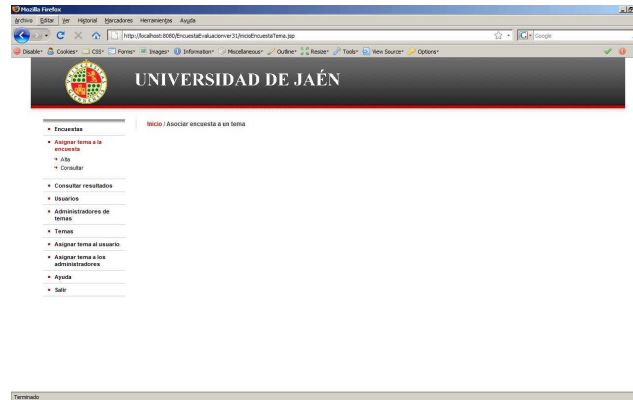 Mozilla Firefox
Archivo Editar Ver Historial Marcadores Herramientas Ayuda
http://localhost:8080/EncuestaEvaluacionver31/InicioEncuestaTema.jsp
Google
Disable Cookies CSS Forms Images Information Miscellaneous Outline Resize Tools View Source Options
UNIVERSIDAD DE JAÉN
Inicio / Asociar encuesta a un tema
Encuestas
Asignar tema a la
encuesta
Alta
Consultar
Consultar resultados
Usuarios
Administradores de
temas
Temas
Asignar tema al usuario
Asignar tema a los
administradores
Ayuda
Salir
Terminado